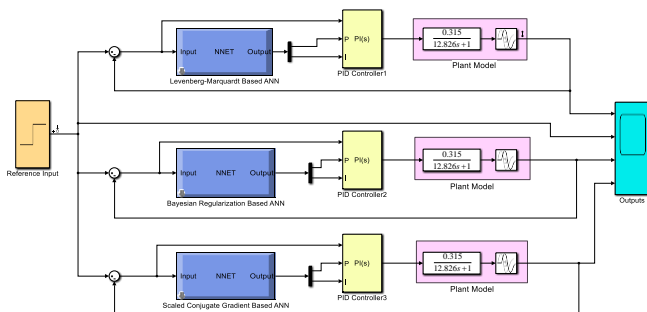 Input NNET Output
P PI(s)
I
0.315
12.826s+1
Levenberg-Marquardt Based ANN
PID Controller1
Plant Model
Reference Input
Input NNET Output
P PI(s)
I
0.315
12.826s+1
Bayesian Regularization Based ANN
PID Controller2
Plant Model
Outputs
Input NNET Output
P PI(s)
I
0.315
12.826s+1
Scaled Conjugate Gradient Based ANN
PID Controller3
Plant Model